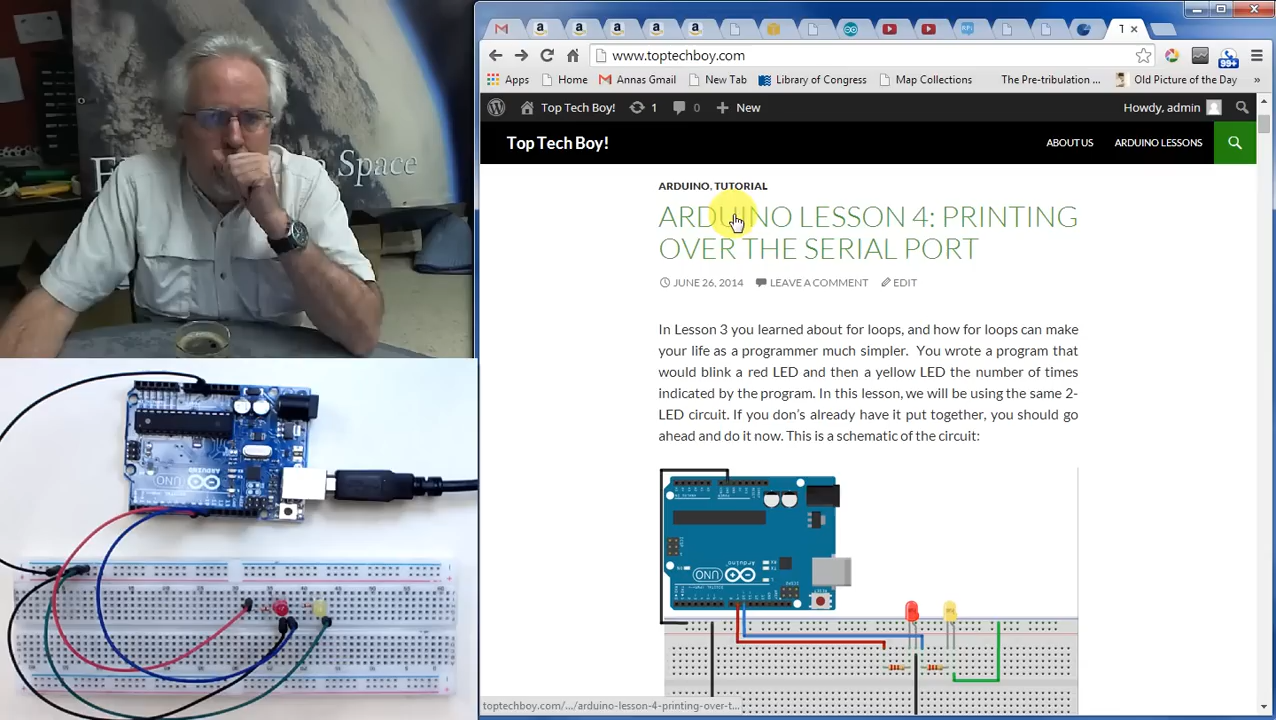 E
n Space
UNO
ARDUINO
www.toptechboy.com
Apps
Home
Annas Gmail
New Tab
Library of Congress
Map Collections
The Pre-tribulation ...
Old Picture of the Day
»
99+
Top Tech Boy!
1
0
New
Howdy, admin
Top Tech Boy!
ABOUT US
ARDUINO LESSONS
ARDUINO, TUTORIAL
ARDUINO LESSON 4: PRINTING
OVER THE SERIAL PORT
JUNE 26, 2014
LEAVE A COMMENT
EDIT
In Lesson 3 you learned about for loops, and how for loops can make
your life as a programmer much simpler. You wrote a program that
would blink a red LED and then a yellow LED the number of times
indicated by the program. In this lesson, we will be using the same 2-
LED circuit. If you don's already have it put together, you should go
ahead and do it now. This is a schematic of the circuit:
UNO
Arduino
toptechboy.com/.../arduino-lesson-4-printing-over-t...